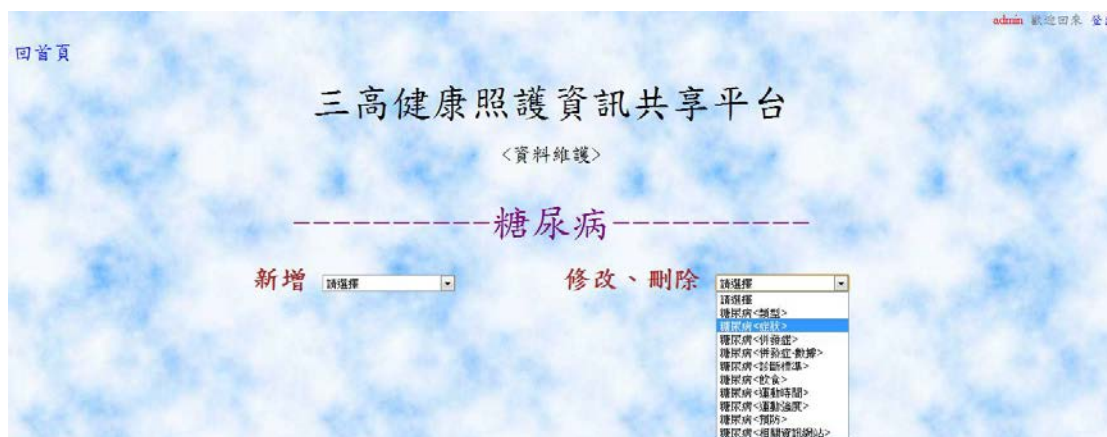 admin 歡迎回來 登
回首頁
三高健康照護資訊共享平台
<資料維護>
----------糖尿病----------
新增 請選擇 修改、刪除 請選擇
請選擇
糖尿病<類型>
糖尿病<症狀>
糖尿病<併發症>
糖尿病<併發症-數據>
糖尿病<診斷標準>
糖尿病<飲食>
糖尿病<運動時間>
糖尿病<運動強度>
糖尿病<預防>
糖尿病<相關資訊網站>